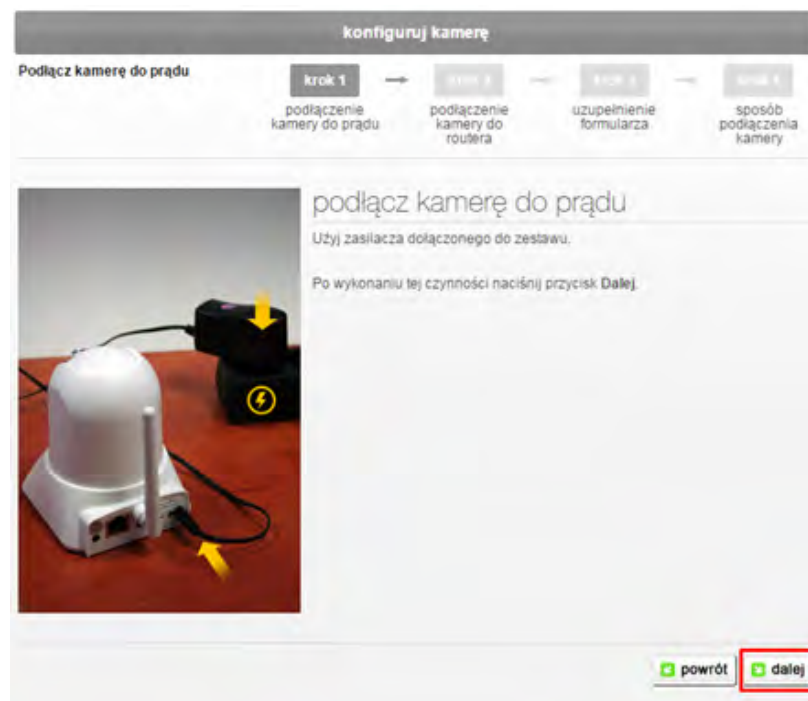 konfiguruj kamerę
Podłącz kamerę do prądu
krok 1
podłączenie
kamery do prądu
podłączenie
kamery do
routera
uzupełnienie
formularza
sposób
podłączenia
kamery
podłącz kamerę do prądu
Użyj zasilacza dołączonego do zestawu.
Po wykonaniu tej czynności naciśnij przycisk Dalej.
powrót
dalej